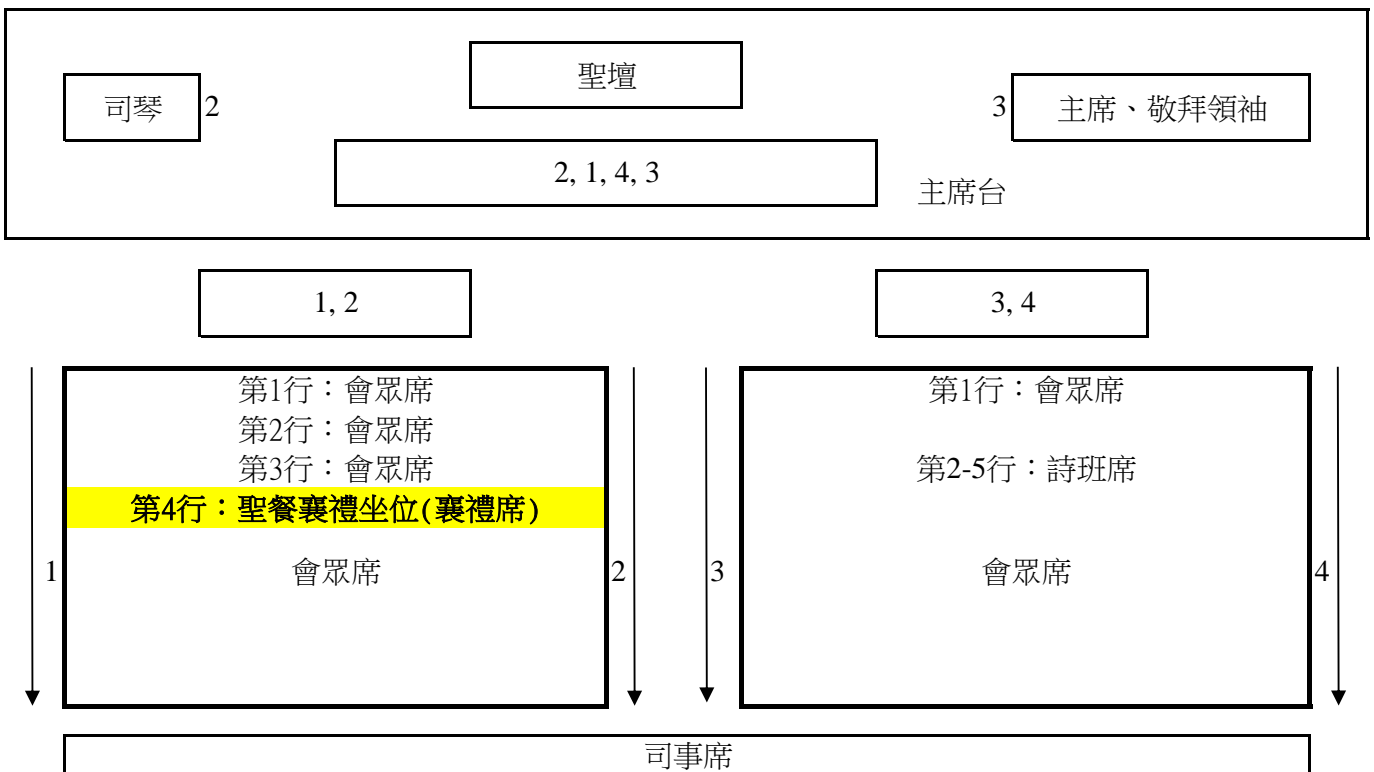 聖壇
司琴 2
3 主席、敬拜領袖
2, 1, 4, 3
主席台
1, 2
3, 4
第1行：會眾席
第2行：會眾席
第3行：會眾席
第4行：聖餐襄禮坐位(襄禮席)
1 會眾席 2
第1行：會眾席
第2-5行：詩班席
3 會眾席 4
司事席